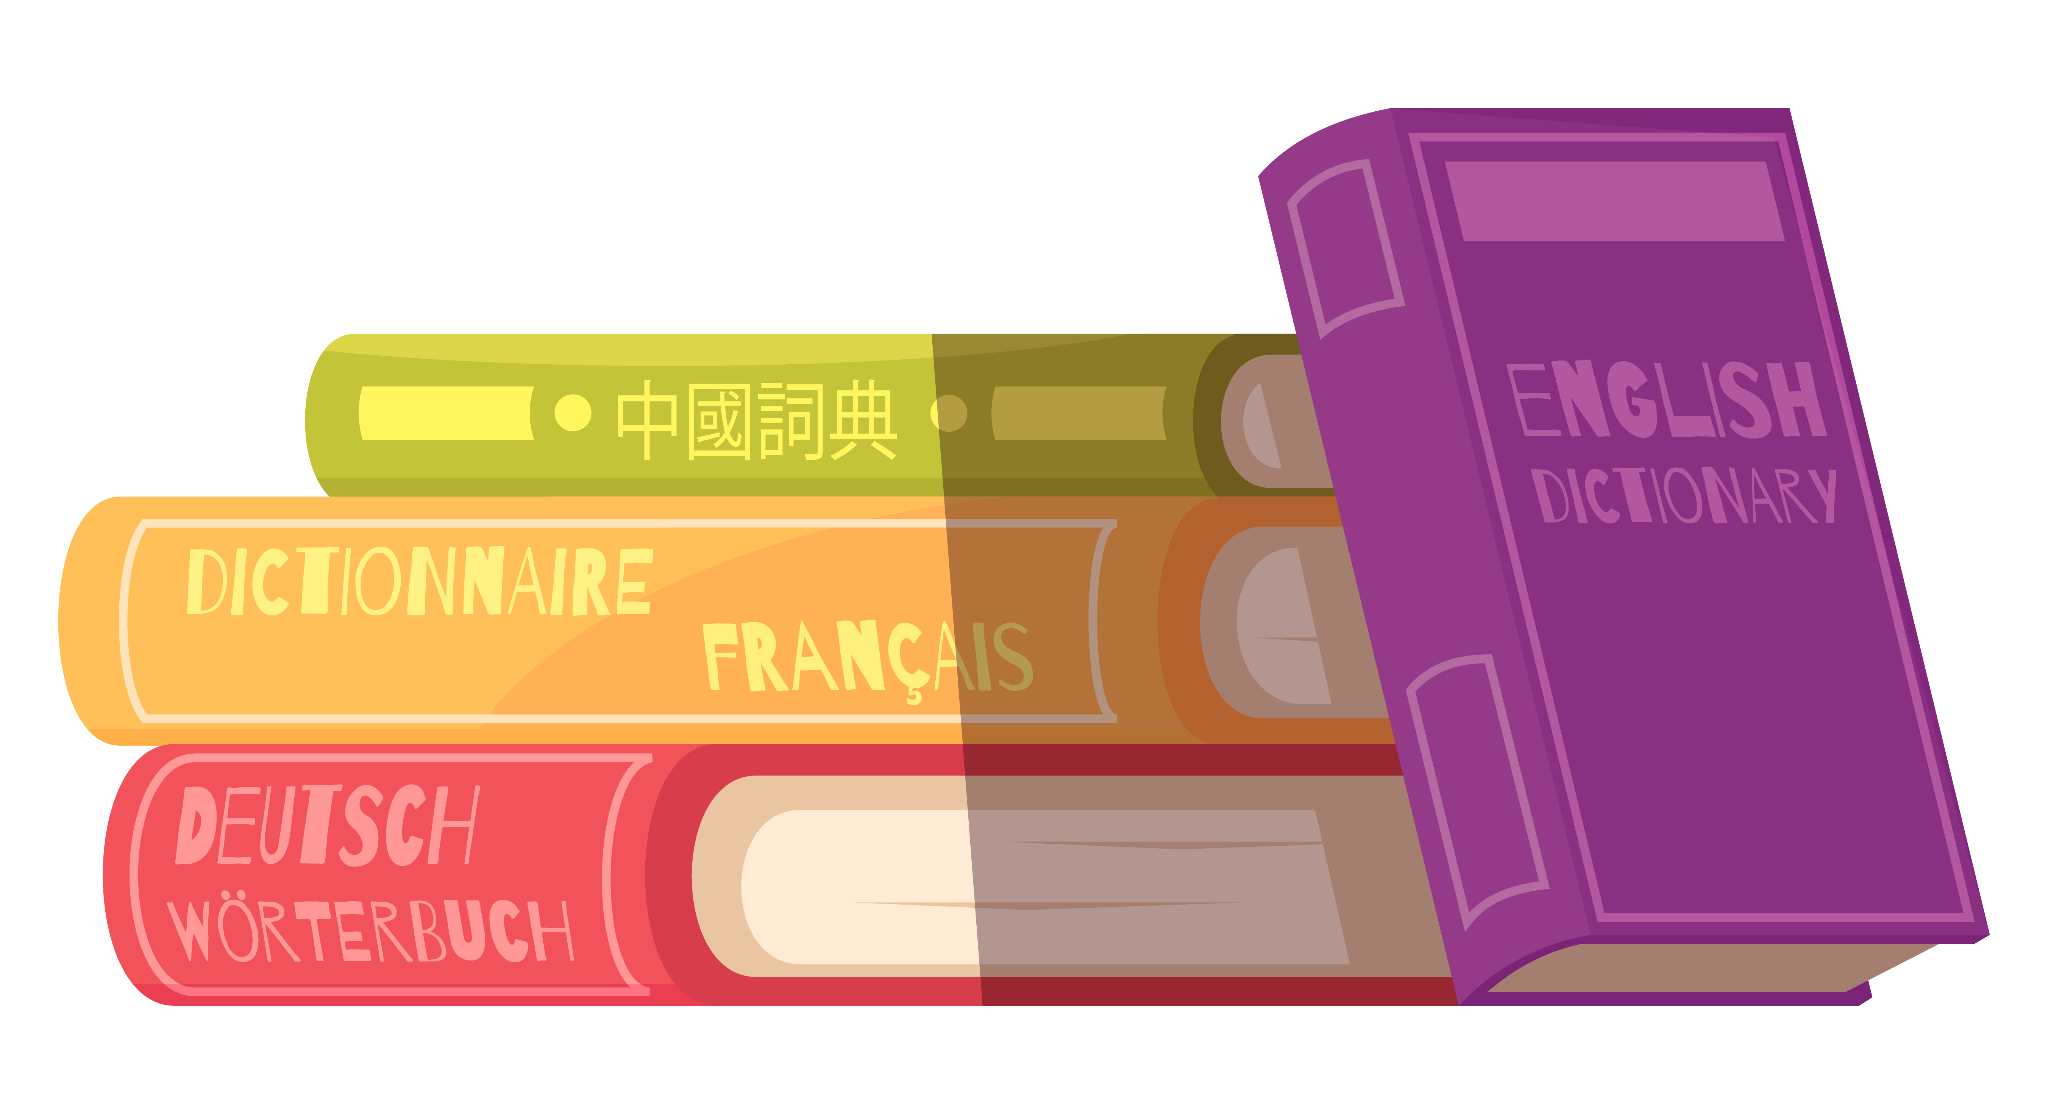 中國詞典
DICTIONNAIRE
FRANÇAIS
DEUTSCH
WÖRTERBUCH
ENGLISH
DICTIONARY